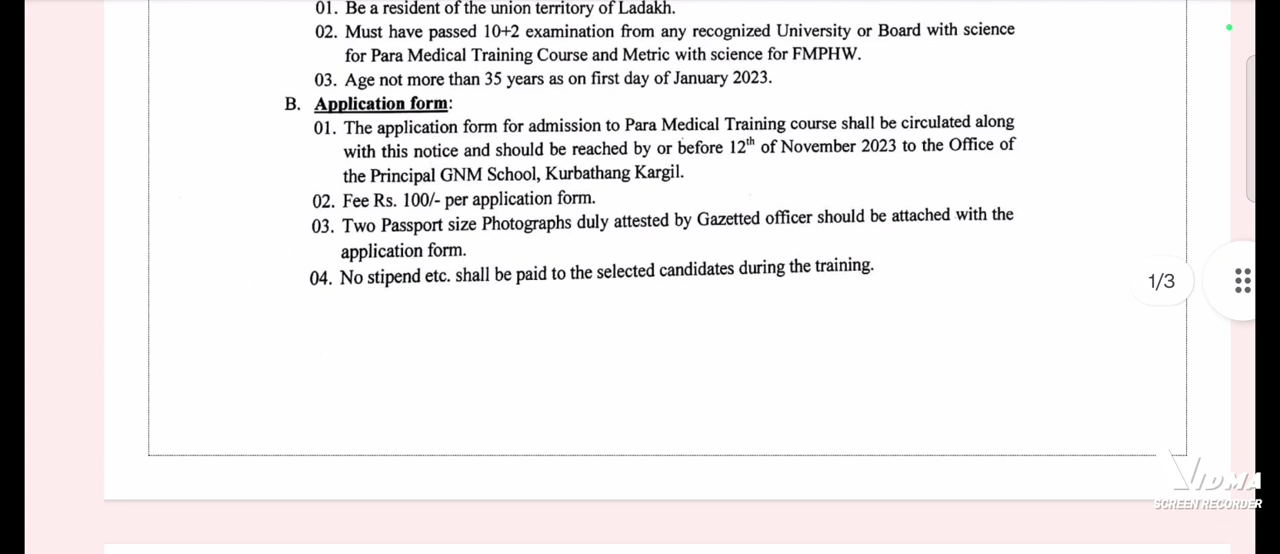 01. Be a resident of the union territory of Ladakh.
02. Must have passed 10+2 examination from any recognized University or Board with science
for Para Medical Training Course and Metric with science for FMPHW.
03. Age not more than 35 years as on first day of January 2023.
B. Application form:
01. The application form for admission to Para Medical Training course shall be circulated along
with this notice and should be reached by or before 12th of November 2023 to the Office of
the Principal GNM School, Kurbathang Kargil.
02. Fee Rs. 100/- per application form.
03. Two Passport size Photographs duly attested by Gazetted officer should be attached with the
application form.
04. No stipend etc. shall be paid to the selected candidates during the training.
1/3
VIDMA
SCREEN RECORDER